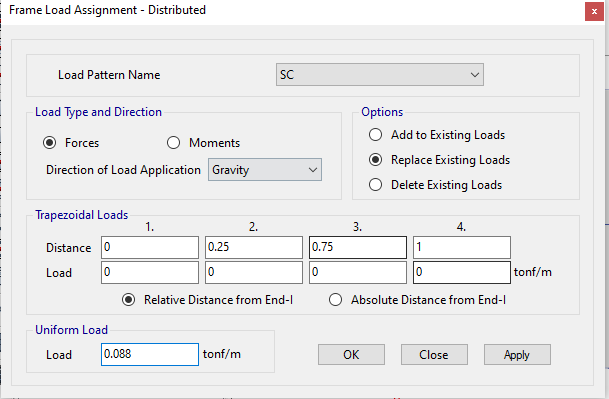 Frame Load Assignment - Distributed
x
Load Pattern Name SC
Load Type and Direction
Forces Moments
Direction of Load Application Gravity
Options
Add to Existing Loads
Replace Existing Loads
Delete Existing Loads
Trapezoidal Loads
1. 2. 3. 4.
Distance 0 0.25 0.75 1
Load 0 0 0 0 tonf/m
Relative Distance from End-I Absolute Distance from End-I
Uniform Load
Load 0.088 tonf/m
OK Close Apply